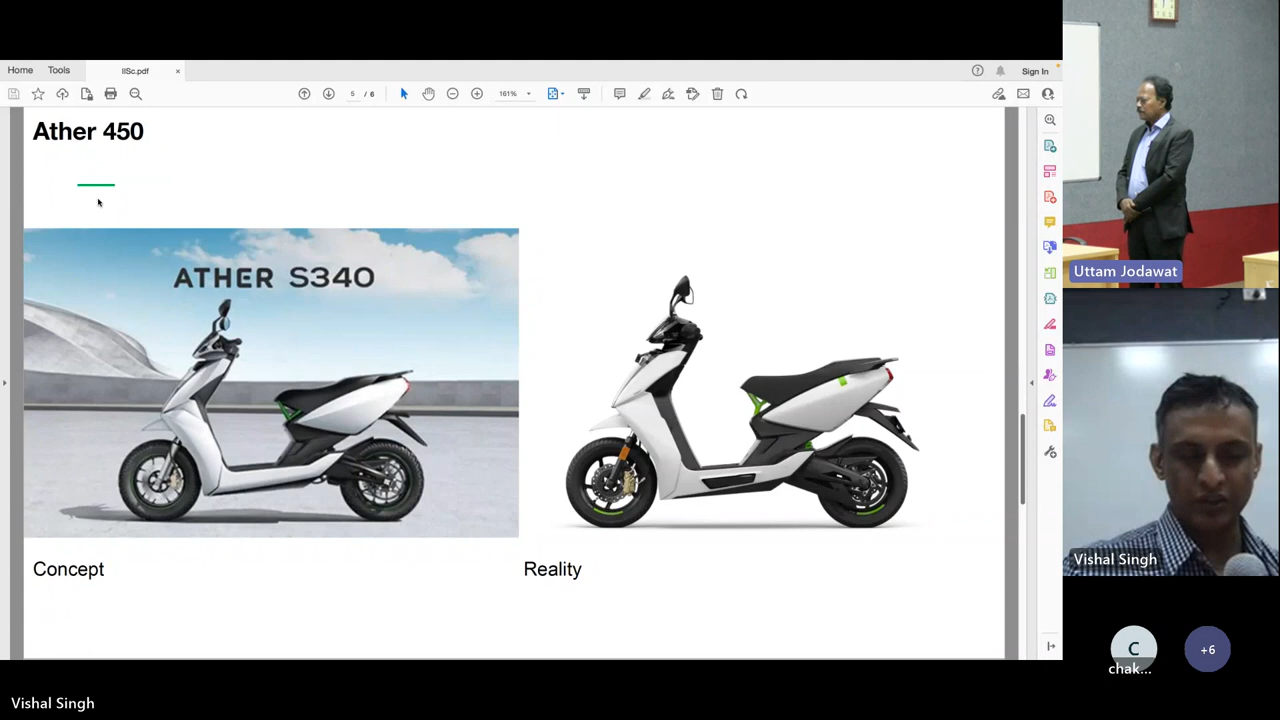 Home Tools IISc.pdf ×
Sign In
5 / 6
161%
Ather 450
ATHER S340
Concept
Reality
Uttam Jodawat
Vishal Singh
C
chak...
+6
Vishal Singh